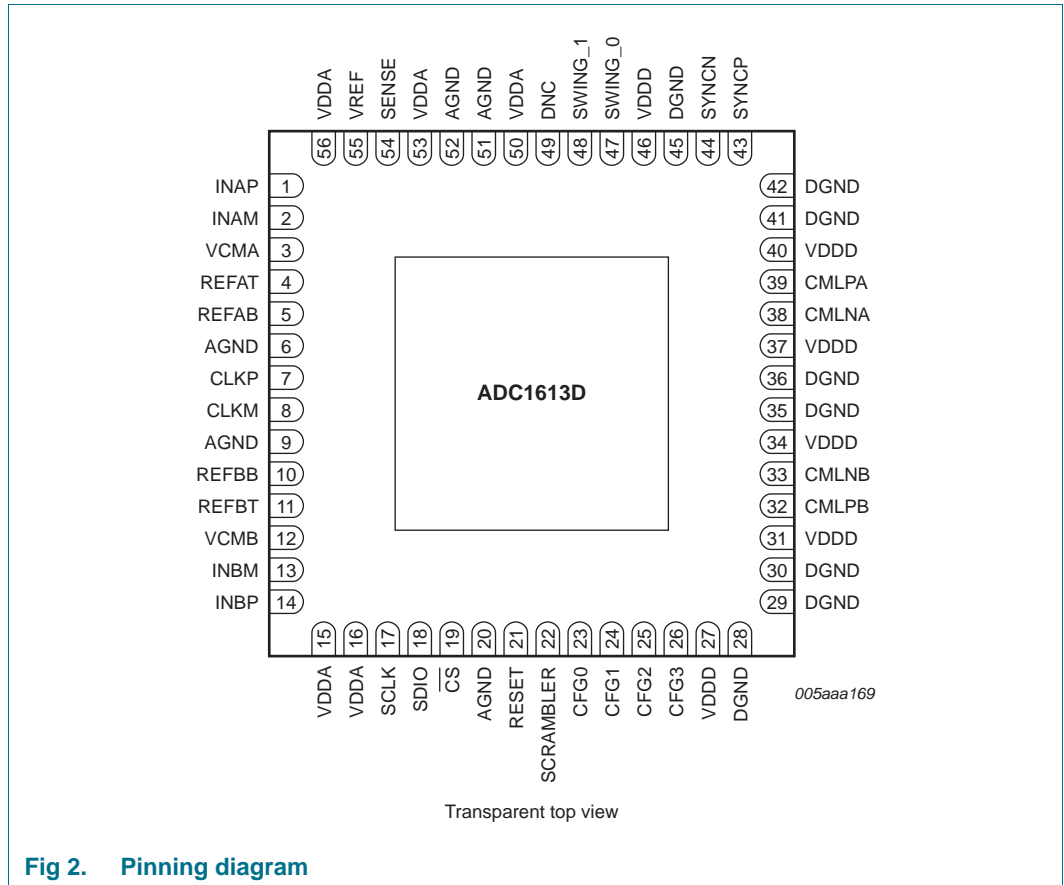 VDDA
VREF
SENSE
VDDA
AGND
AGND
VDDA
DNC
SWING_1
SWING_0
VDDD
DGND
SYNCN
SYNCP
56
55
54
53
52
51
50
49
48
47
46
45
44
43
INAP 1
INAM 2
VCMA 3
REFAT 4
REFAB 5
AGND 6
CLKP 7
CLKM 8
AGND 9
REFBB 10
REFBT 11
VCMB 12
INBM 13
INBP 14
ADC1613D
42 DGND
41 DGND
40 VDDD
39 CMLPA
38 CMLNA
37 VDDD
36 DGND
35 DGND
34 VDDD
33 CMLNB
32 CMLPB
31 VDDD
30 DGND
29 DGND
15
16
17
18
19
20
21
22
23
24
25
26
27
28
VDDA
VDDA
SCLK
SDIO
CS
AGND
RESET
SCRAMBLER
CFG0
CFG1
CFG2
CFG3
VDDD
DGND
005aaa169
Transparent top view
Fig 2. Pinning diagram